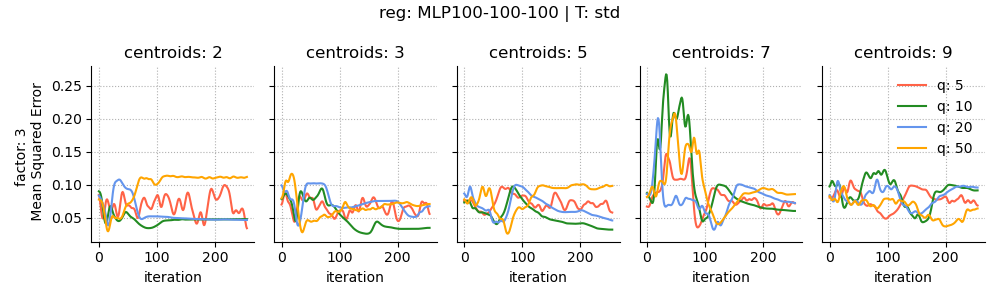 reg: MLP100-100-100 | T: std
centroids: 2
centroids: 3
centroids: 5
centroids: 7
centroids: 9
factor: 3
Mean Squared Error
0.25
0.20
0.15
0.10
0.05
q: 5
q: 10
q: 20
q: 50
0 100 200
0 100 200
0 100 200
0 100 200
0 100 200
iteration
iteration
iteration
iteration
iteration